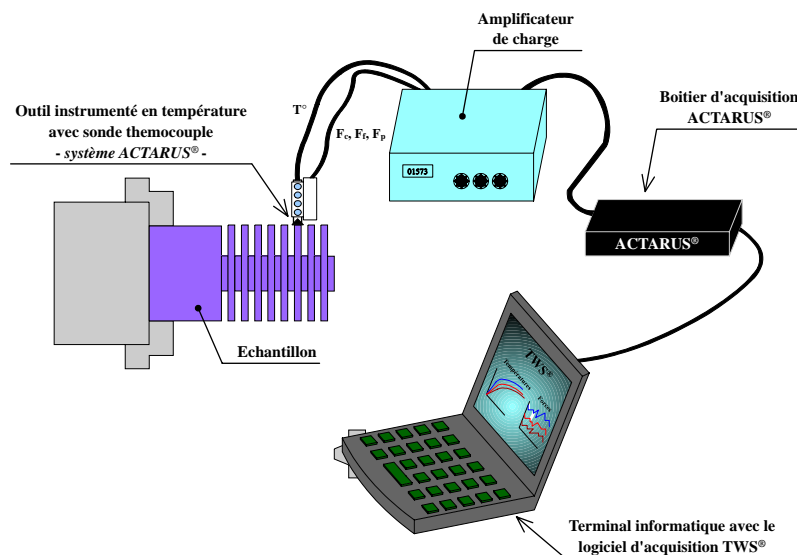 Amplificateur
de charge
Outil instrumenté en température
avec sonde themocouple
- système ACTARUS® -
T°
Fc, Ff, Fp
01573
Boitier d'acquisition
ACTARUS®
ACTARUS®
Echantillon
TWS®
Températures
Forces
Terminal informatique avec le
logiciel d'acquisition TWS®